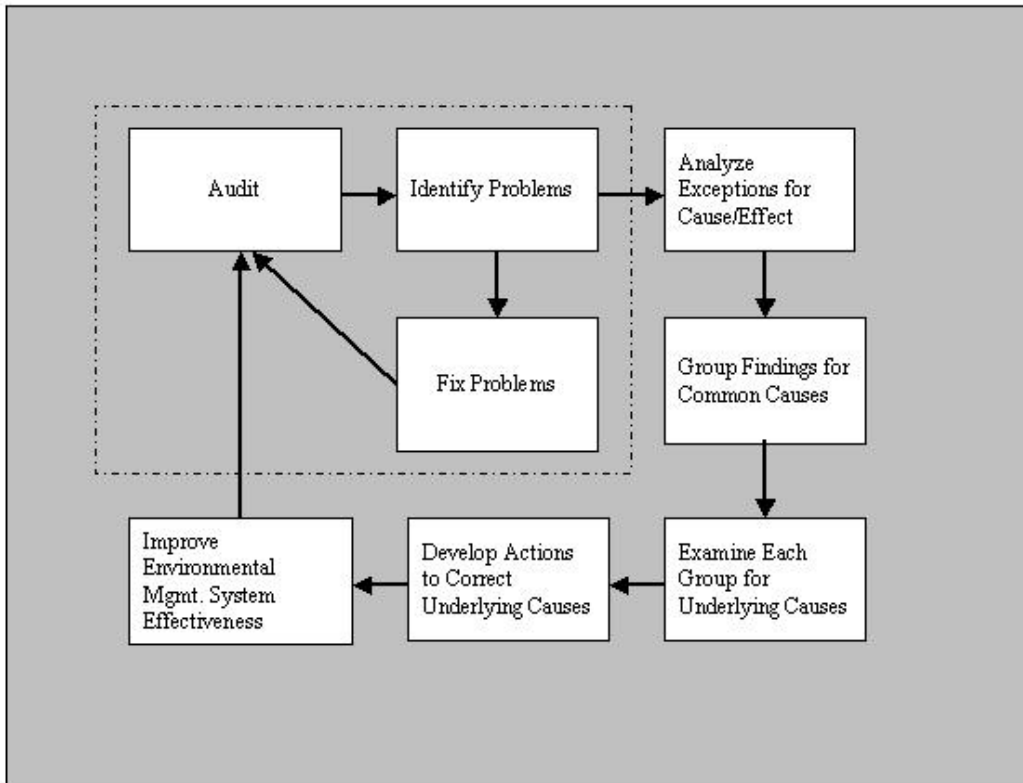 Audit
Identify Problems
Analyze
Exceptions for
Cause/Effect
Fix Problems
Group Findings for
Common Causes
Improve
Environmental
Mgmt. System
Effectiveness
Develop Actions
to Correct
Underlying Causes
Examine Each
Group for
Underlying Causes